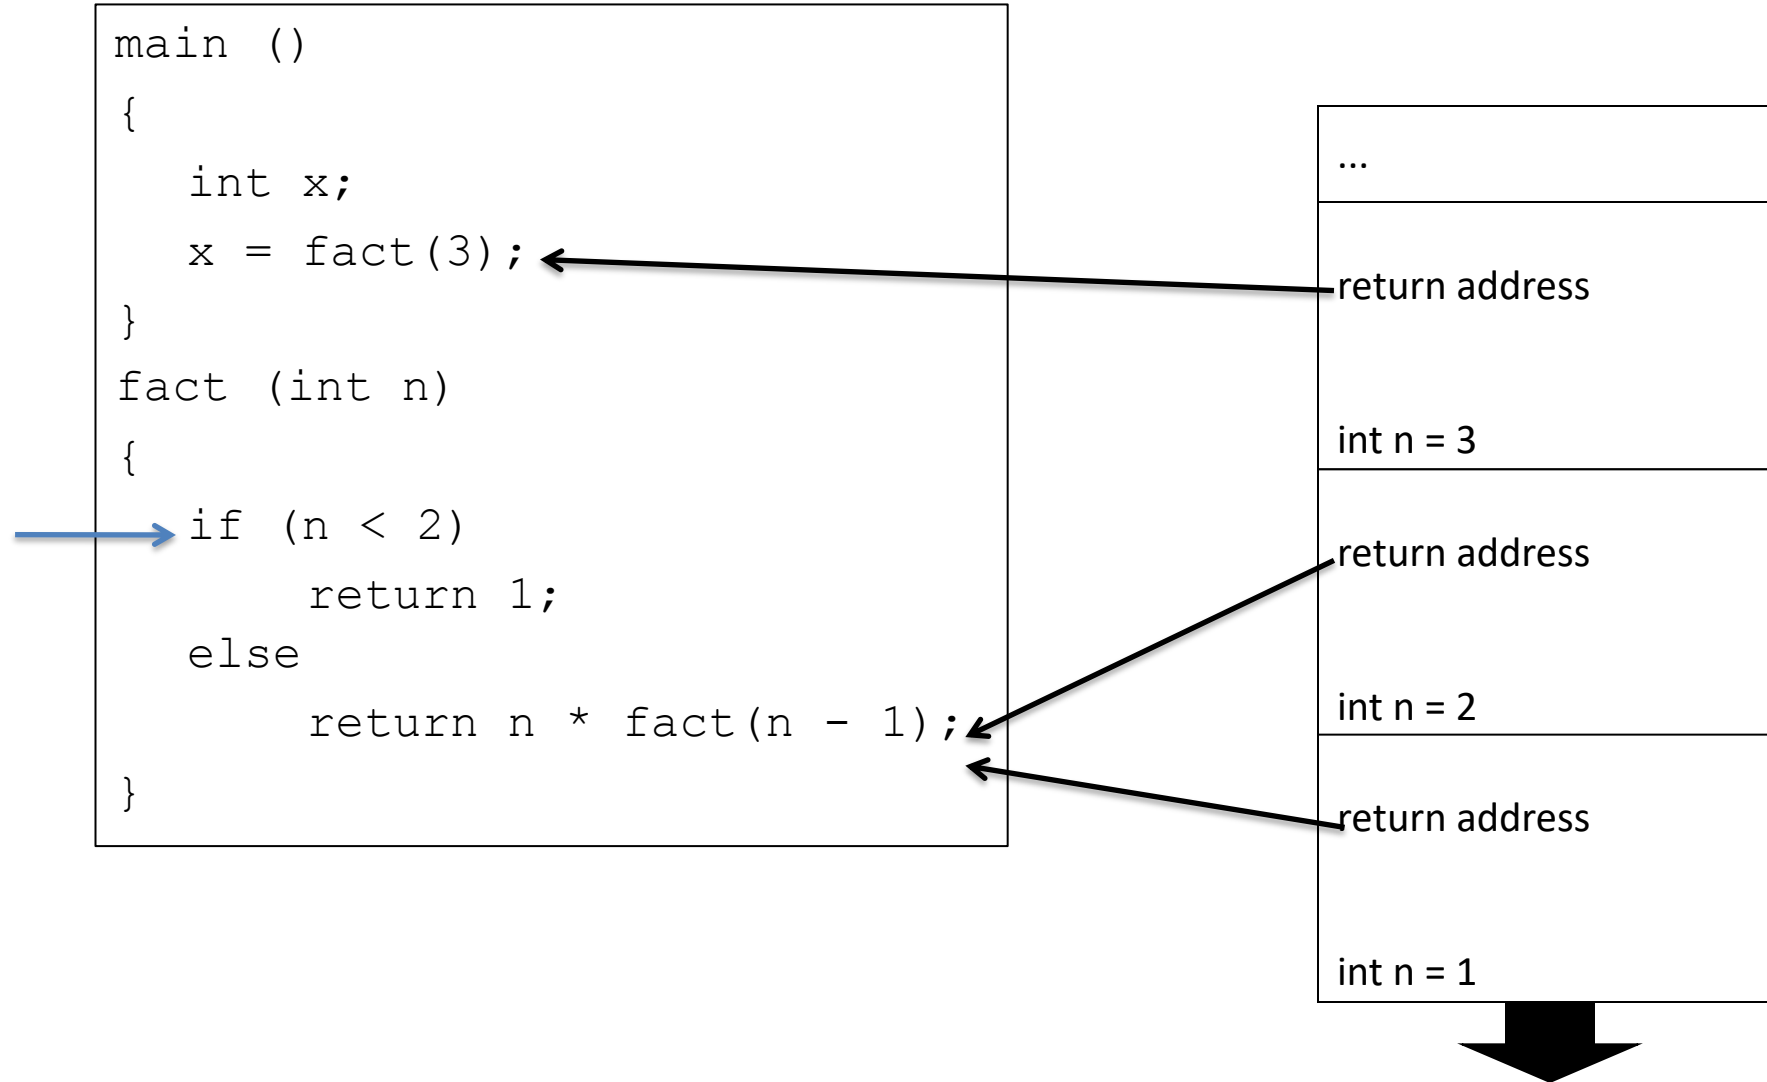 main ()
{
int x;
x = fact(3);
}
fact (int n)
{
if (n < 2)
return 1;
else
return n * fact(n - 1);
}
...
return address
int n = 3
return address
int n = 2
return address
int n = 1